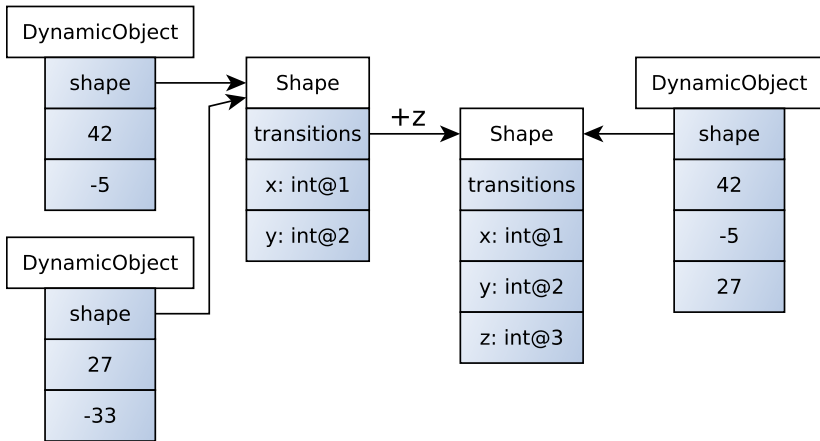 DynamicObject
shape
42
-5
DynamicObject
shape
27
-33
Shape
transitions
x: int@1
y: int@2
+z
Shape
transitions
x: int@1
y: int@2
z: int@3
DynamicObject
shape
42
-5
27